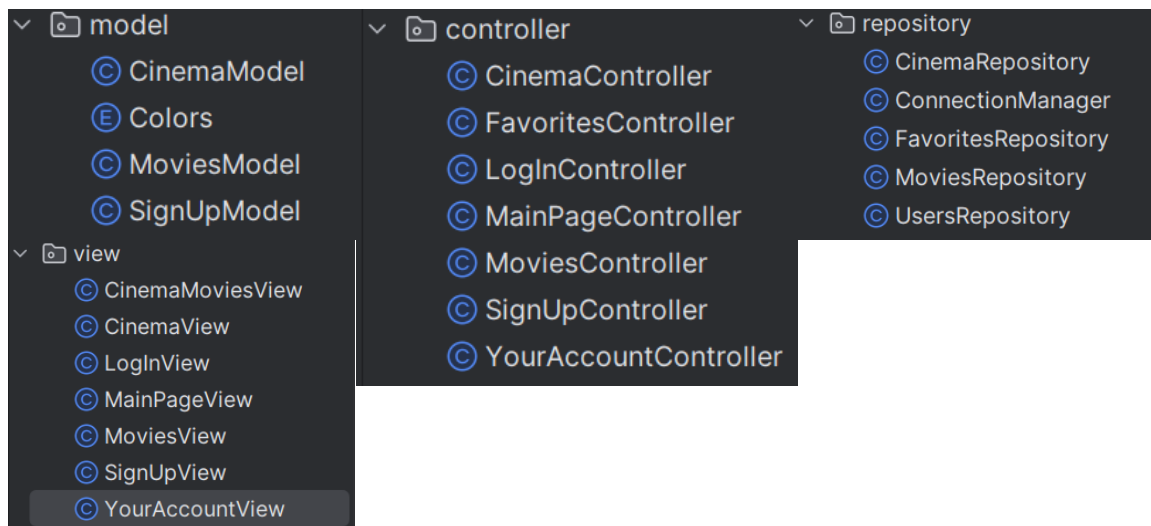 model
CinemaModel
Colors
MoviesModel
SignUpModel
view
CinemaMoviesView
CinemaView
LogInView
MainPageView
MoviesView
SignUpView
YourAccountView
controller
CinemaController
FavoritesController
LogInController
MainPageController
MoviesController
SignUpController
YourAccountController
repository
CinemaRepository
ConnectionManager
FavoritesRepository
MoviesRepository
UsersRepository